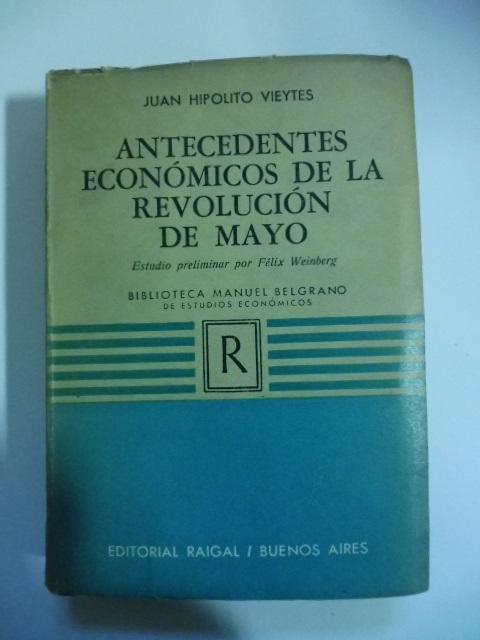 JUAN HIPOLITO VIEYTES
ANTECEDENTES
ECONÓMICOS DE LA
REVOLUCIÓN
DE MAYO
Estudio preliminar por Félix Weinberg
BIBLIOTECA MANUEL BELGRANO
DE ESTUDIOS ECONÓMICOS
R
EDITORIAL RAIGAL / BUENOS AIRES